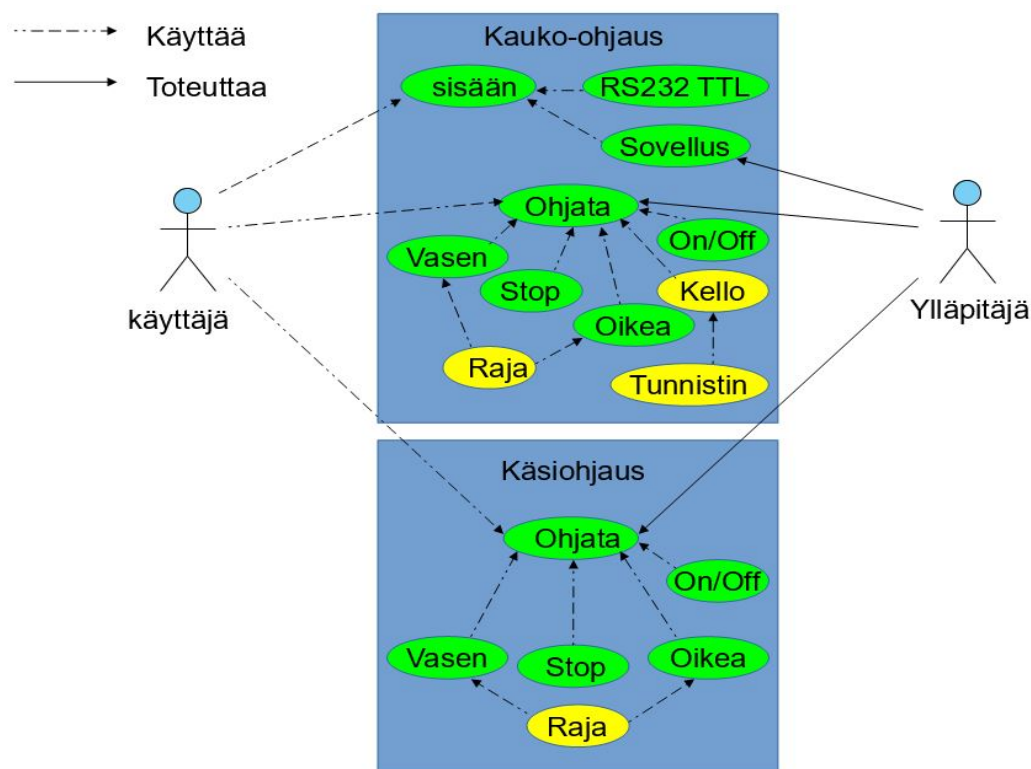 Käyttää
Toteuttaa
Kauko-ohjaus
sisään
RS232 TTL
Sovellus
Ohjata
On/Off
Vasen
Stop
Kello
Oikea
Raja
Tunnistin
käyttäjä
Ylläpitäjä
Käsiohjaus
Ohjata
On/Off
Vasen
Stop
Oikea
Raja